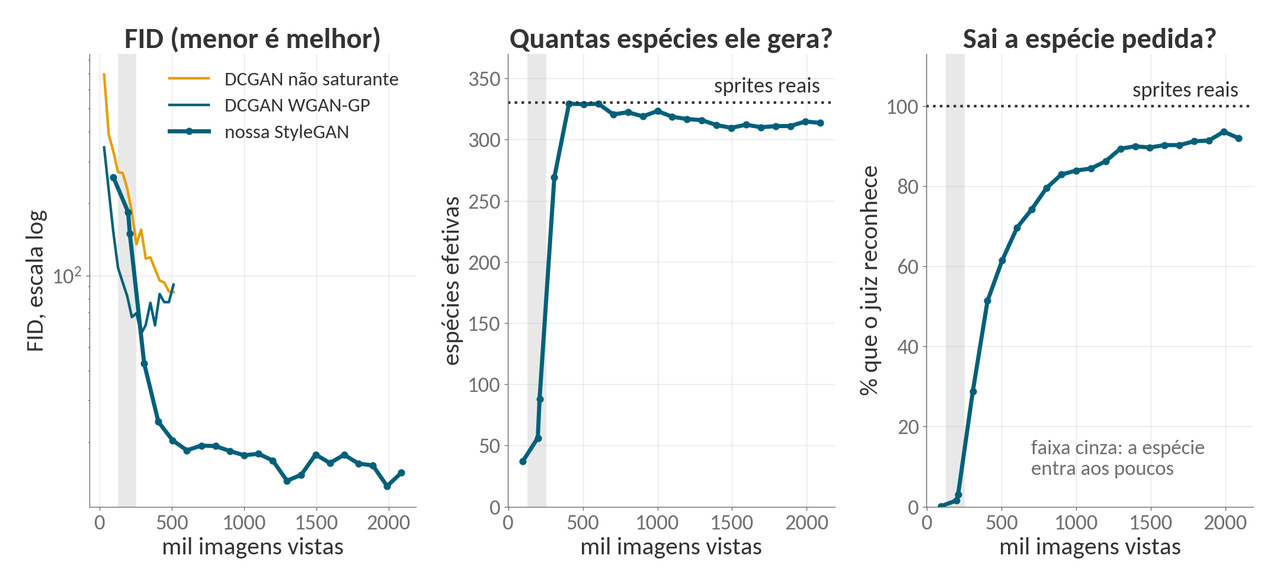 FID (menor é melhor)
DCGAN não saturante
DCGAN WGAN-GP
nossa StyleGAN
FID, escala log
10²
0 500 1000 1500 2000
mil imagens vistas
Quantas espécies ele gera?
sprites reais
espécies efetivas
350
300
250
200
150
100
50
0
0 500 1000 1500 2000
mil imagens vistas
Sai a espécie pedida?
sprites reais
% que o juiz reconhece
100
80
60
40
20
0
faixa cinza: a espécie
entra aos poucos
0 500 1000 1500 2000
mil imagens vistas